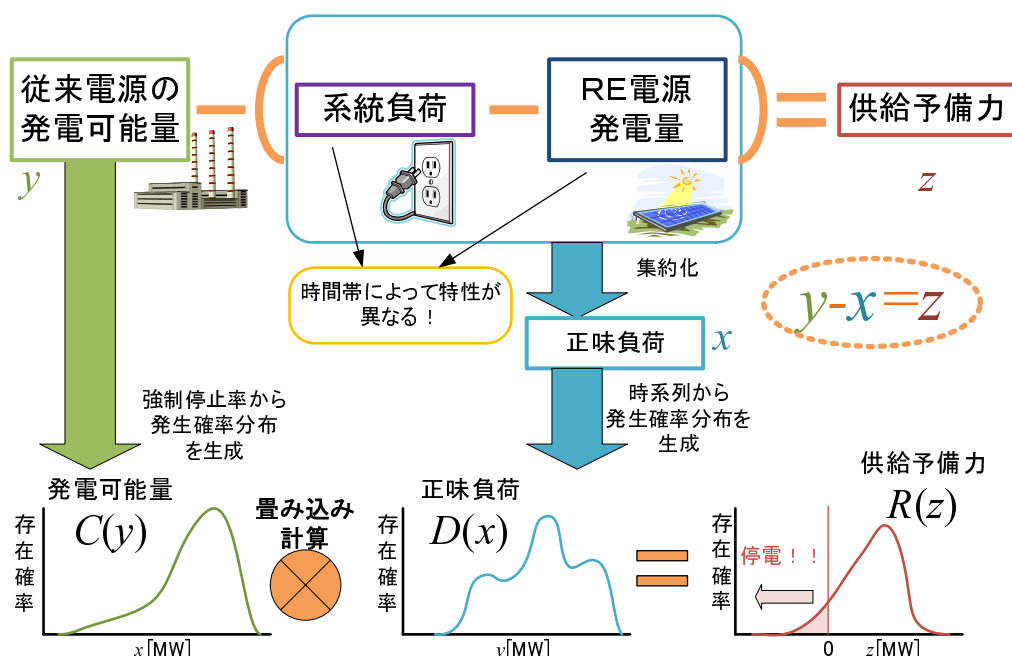 従来電源の
発電可能量
y
系統負荷
RE電源
発電量
供給予備力
z
時間帯によって特性が
異なる！
集約化
y-x=z
正味負荷
x
強制停止率から
発生確率分布
を生成
時系列から
発生確率分布を
生成
発電可能量
C(y)
存在確率
x[MW]
畳み込み
計算
正味負荷
D(x)
存在確率
y[MW]
供給予備力
R(z)
存在確率
停電！！
0
z[MW]